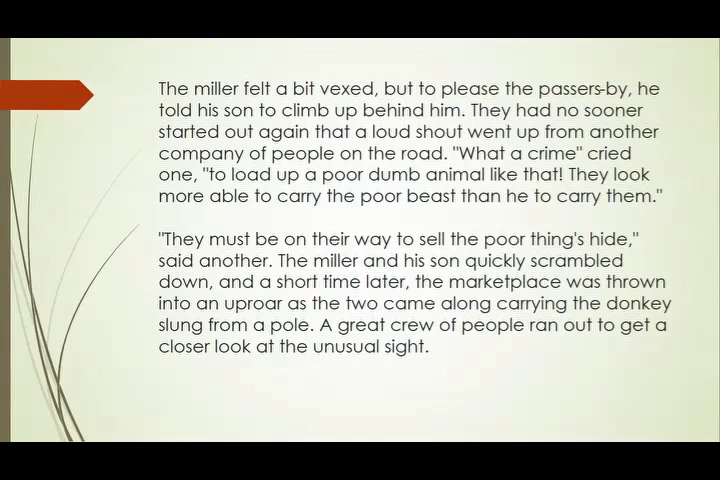 The miller felt a bit vexed, but to please the passers-by, he
told his son to climb up behind him. They had no sooner
started out again that a loud shout went up from another
company of people on the road. "What a crime" cried
one, "to load up a poor dumb animal like that! They look
more able to carry the poor beast than he to carry them."
"They must be on their way to sell the poor thing's hide,"
said another. The miller and his son quickly scrambled
down, and a short time later, the marketplace was thrown
into an uproar as the two came along carrying the donkey
slung from a pole. A great crew of people ran out to get a
closer look at the unusual sight.